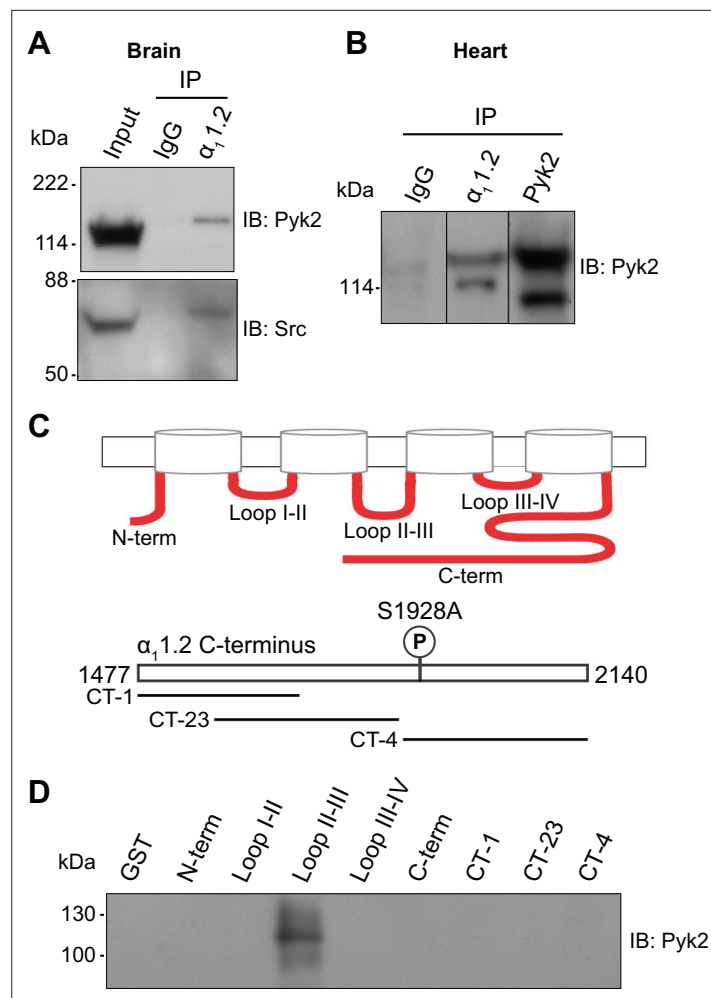 A
Brain
IP
kDa
Input
IgG
α₁1.2
222
114
IB: Pyk2
88
50
IB: Src
B
Heart
IP
kDa
IgG
α₁1.2
Pyk2
114
IB: Pyk2
C
N-term
Loop I-II
Loop II-III
Loop III-IV
C-term
S1928A
P
α₁1.2 C-terminus
1477
2140
CT-1
CT-23
CT-4
D
kDa
GST
N-term
Loop I-II
Loop II-III
Loop III-IV
C-term
CT-1
CT-23
CT-4
130
100
IB: Pyk2